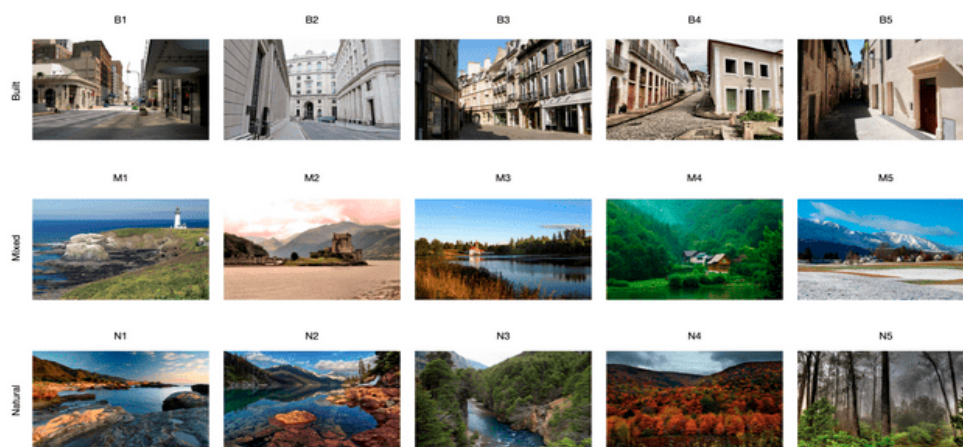 B1 B2 B3 B4 B5
Built
M1 M2 M3 M4 M5
Mixed
N1 N2 N3 N4 N5
Natural